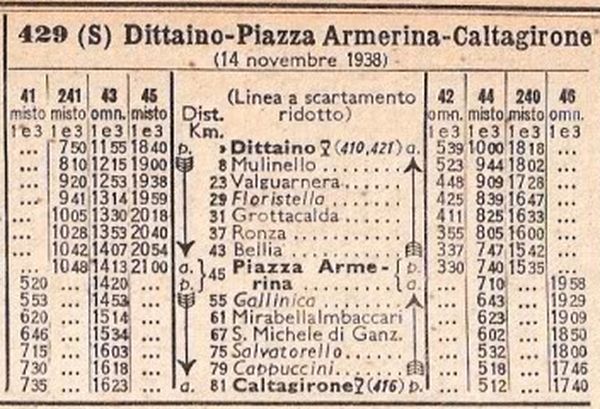 429 (S) Dittaino-Piazza Armerina-Caltagirone
(14 novembre 1938)
41 241 43 45 (Linea a scartamento 42 44 240 46
misto misto omn. misto Dist. ridotto) omn. misto misto omn.
1e3 1e3 1e3 1e3 Km. 1e3 1e3 1e3 1e3
... 750 1155 1840 p. » Dittaino (410,421) a. 539 1000 1818 ...
... 810 1215 1900 8 Mulinello........ 523 944 1802 ...
... 920 1253 1938 23 Valguarnera...... 448 909 1728 ...
... 941 1314 1959 29 Floristella....... 425 839 1647 ...
... 1005 1330 2018 31 Grottacalda..... 411 825 1633 ...
... 1028 1353 2040 37 Ronza.......... 355 805 1600 ...
... 1042 1407 2054 43 Bellia.......... 337 747 1542 ...
... 1048 1413 2100 a. 45 Piazza Arme- p. 330 740 1535 ...
520 ... 1420 ... p. rina......... a. ... 710 ... 1958
553 ... 1453 ... 55 Gallinica........ ... 643 ... 1929
620 ... 1514 ... 61 MirabellaImbaccari ... 623 ... 1909
646 ... 1534 ... 67 S. Michele di Ganz. ... 602 ... 1850
715 ... 1603 ... 75 Salvatorello..... ... 532 ... 1800
730 ... 1618 ... 79 Cappuccini...... ... 518 ... 1746
735 ... 1623 ... a. 81 Caltagirone (416) p. ... 512 ... 1740